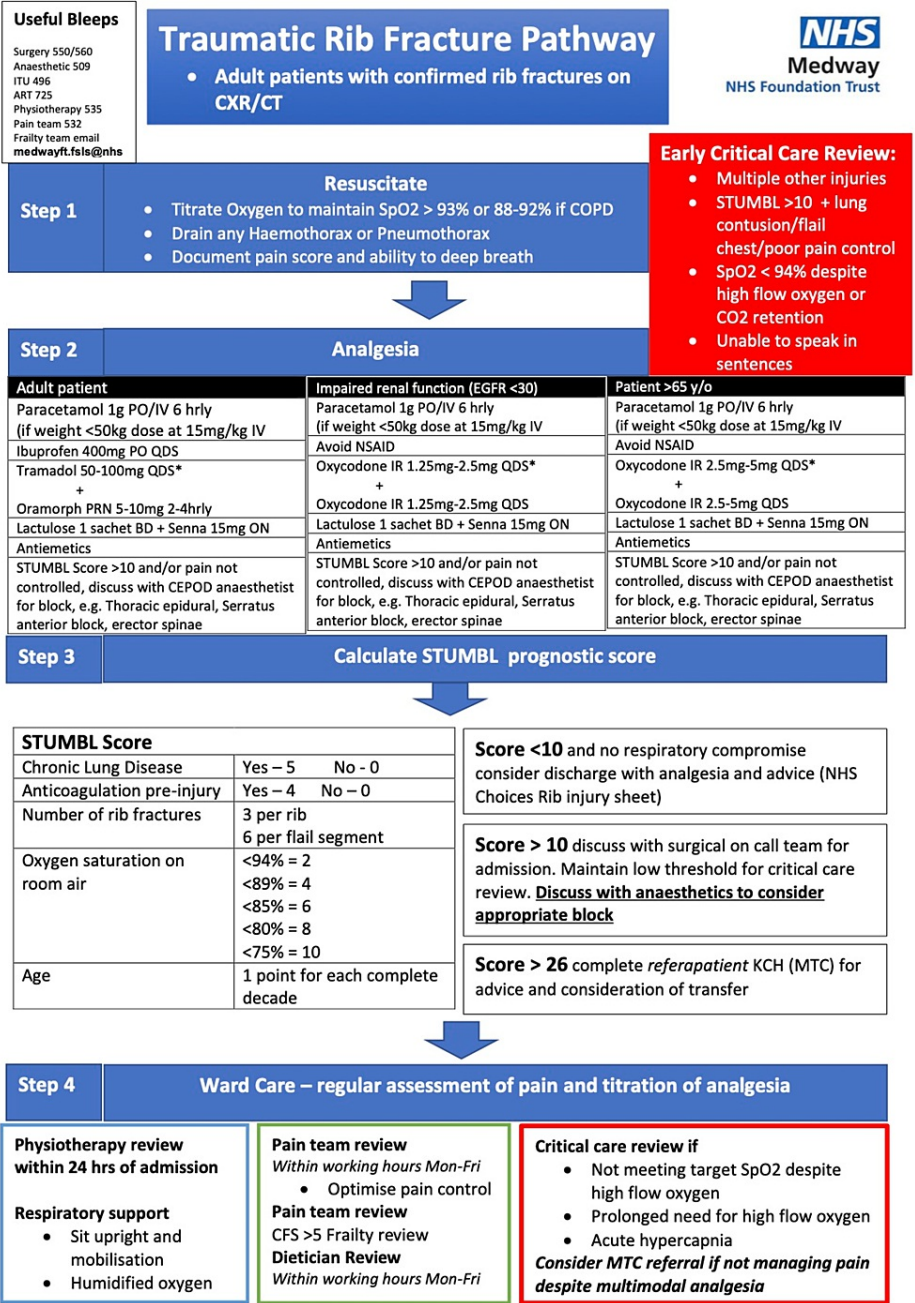 Useful Bleeps
Surgery 550/560
Anaesthetic 509
ITU 496
ART 725
Physiotherapy 535
Pain team 532
Frailty team email
medwayft.fsls@nhs
Traumatic Rib Fracture Pathway
• Adult patients with confirmed rib fractures on
CXR/CT
NHS
Medway
NHS Foundation Trust
Early Critical Care Review:
• Multiple other injuries
• STUMBL >10 + lung
contusion/flail
chest/poor pain control
• SpO2 < 94% despite
high flow oxygen or
CO2 retention
• Unable to speak in
sentences
Step 1
Resuscitate
• Titrate Oxygen to maintain SpO2 > 93% or 88-92% if COPD
• Drain any Haemothorax or Pneumothorax
• Document pain score and ability to deep breath
Step 2
Analgesia
Adult patient
Paracetamol 1g PO/IV 6 hrly
(if weight <50kg dose at 15mg/kg IV
Ibuprofen 400mg PO QDS
Tramadol 50-100mg QDS*
+
Oramorph PRN 5-10mg 2-4hrly
Lactulose 1 sachet BD + Senna 15mg ON
Antiemetics
STUMBL Score >10 and/or pain not
controlled, discuss with CEPOD anaesthetist
for block, e.g. Thoracic epidural, Serratus
anterior block, erector spinae
Impaired renal function (EGFR <30)
Paracetamol 1g PO/IV 6 hrly
(if weight <50kg dose at 15mg/kg IV
Avoid NSAID
Oxycodone IR 1.25mg-2.5mg QDS*
+
Oxycodone IR 1.25mg-2.5mg QDS
Lactulose 1 sachet BD + Senna 15mg ON
Antiemetics
STUMBL Score >10 and/or pain not
controlled, discuss with CEPOD anaesthetist
for block, e.g. Thoracic epidural, Serratus
anterior block, erector spinae
Patient >65 y/o
Paracetamol 1g PO/IV 6 hrly
(if weight <50kg dose at 15mg/kg IV
Avoid NSAID
Oxycodone IR 2.5mg-5mg QDS*
+
Oxycodone IR 2.5-5mg QDS
Lactulose 1 sachet BD + Senna 15mg ON
Antiemetics
STUMBL Score >10 and/or pain not
controlled, discuss with CEPOD anaesthetist
for block, e.g. Thoracic epidural, Serratus
anterior block, erector spinae
Step 3
Calculate STUMBL prognostic score
STUMBL Score
Chronic Lung Disease Yes – 5 No - 0
Anticoagulation pre-injury Yes – 4 No – 0
Number of rib fractures 3 per rib
6 per flail segment
Oxygen saturation on <94% = 2
room air <89% = 4
<85% = 6
<80% = 8
<75% = 10
Age 1 point for each complete
decade
Score <10 and no respiratory compromise
consider discharge with analgesia and advice (NHS
Choices Rib injury sheet)
Score > 10 discuss with surgical on call team for
admission. Maintain low threshold for critical care
review. Discuss with anaesthetics to consider
appropriate block
Score > 26 complete referapatient KCH (MTC) for
advice and consideration of transfer
Step 4
Ward Care – regular assessment of pain and titration of analgesia
Physiotherapy review
within 24 hrs of admission
Respiratory support
• Sit upright and
mobilisation
• Humidified oxygen
Pain team review
Within working hours Mon-Fri
• Optimise pain control
Pain team review
CFS >5 Frailty review
Dietician Review
Within working hours Mon-Fri
Critical care review if
• Not meeting target SpO2 despite
high flow oxygen
• Prolonged need for high flow oxygen
• Acute hypercapnia
Consider MTC referral if not managing pain
despite multimodal analgesia